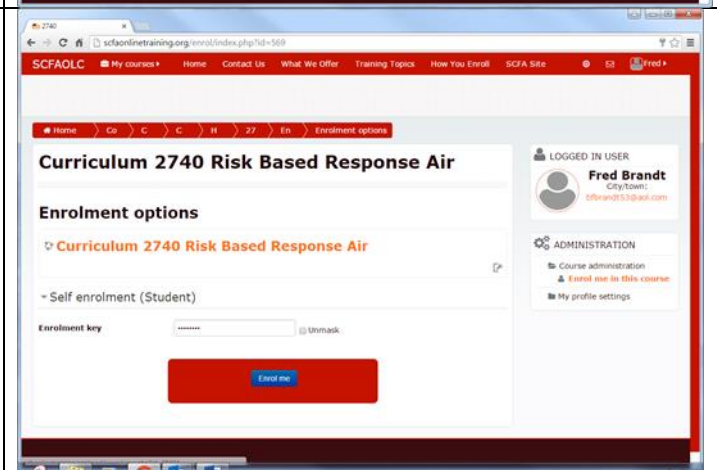 2740
scfaonlinetraining.org/enrol/index.php?id=569
SCFAOLC My courses Home Contact Us What We Offer Training Topics How You Enroll SCFA Site Fred
Home Co C C H 27 En Enrolment options
Curriculum 2740 Risk Based Response Air
Enrolment options
Curriculum 2740 Risk Based Response Air
Self enrolment (Student)
Enrolment key •••••••• Unmask
Enrol me
LOGGED IN USER
Fred Brandt
City/town:
ADMINISTRATION
Course administration
Enrol me in this course
My profile settings